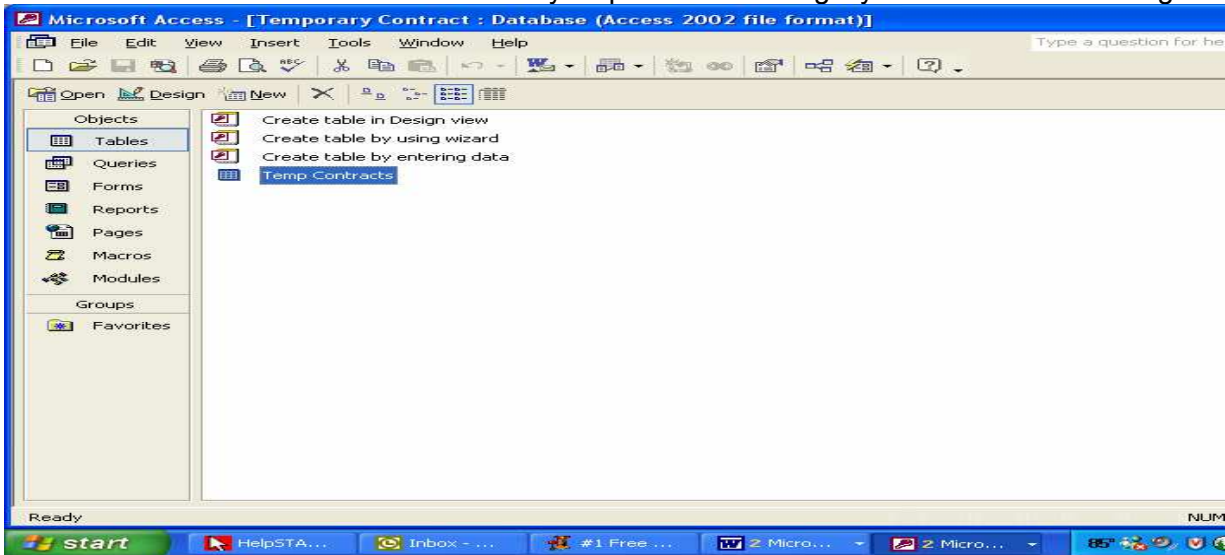 Microsoft Access - [Temporary Contract : Database (Access 2002 file format)]
File Edit View Insert Tools Window Help Type a question for he
Open Design New
Objects
Tables
Queries
Forms
Reports
Pages
Macros
Modules
Groups
Favorites
Create table in Design view
Create table by using wizard
Create table by entering data
Temp Contracts
Ready NUM
start HelpSTA... Inbox - ... #1 Free ... 2 Micro... 2 Micro... 85°